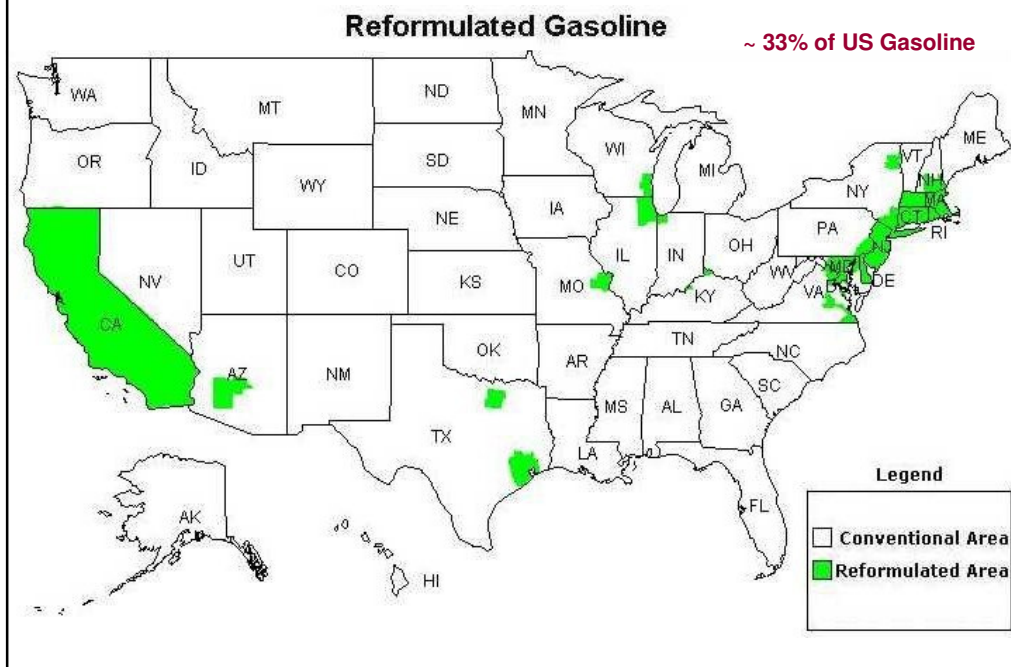 Reformulated Gasoline
~ 33% of US Gasoline
WA
MT
ND
MN
ME
OR
ID
SD
WI
MI
VT
NH
WY
NY
MA
IA
NE
CT
RI
PA
NV
UT
CO
IL
IN
OH
NJ
KS
MO
WV
MD
DE
VA
KY
CA
TN
OK
NC
AZ
NM
AR
SC
MS
AL
GA
TX
LA
FL
AK
HI
Legend
Conventional Area
Reformulated Area